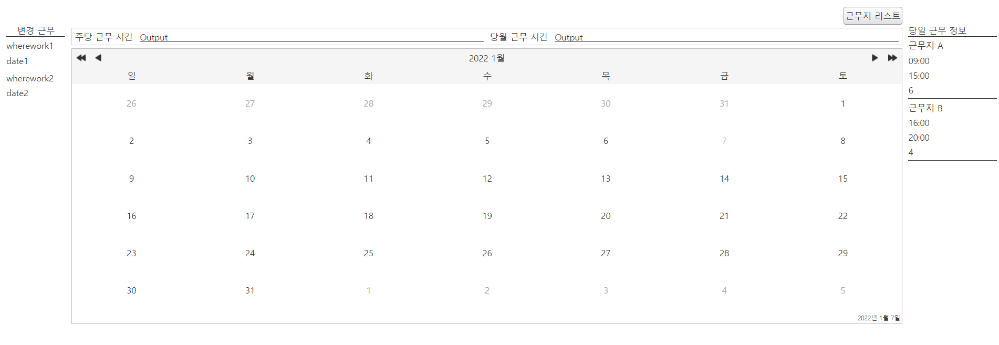 근무지 리스트
변경 근무
wherework1
date1
wherework2
date2
주당 근무 시간 Output 당월 근무 시간 Output
2022 1월
일 월 화 수 목 금 토
26 27 28 29 30 31 1
2 3 4 5 6 7 8
9 10 11 12 13 14 15
16 17 18 19 20 21 22
23 24 25 26 27 28 29
30 31 1 2 3 4 5
2022년 1월 7일
당일 근무 정보
근무지 A
09:00
15:00
6
근무지 B
16:00
20:00
4